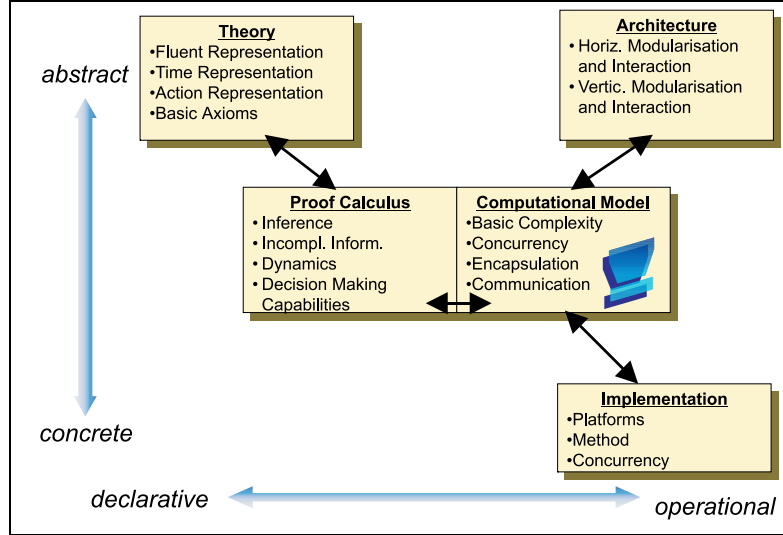 Theory
•Fluent Representation
•Time Representation
•Action Representation
•Basic Axioms
Architecture
• Horiz. Modularisation
and Interaction
• Vertic. Modularisation
and Interaction
abstract
Proof Calculus
• Inference
• Incompl. Inform.
• Dynamics
• Decision Making
Capabilities
Computational Model
•Basic Complexity
•Concurrency
•Encapsulation
•Communication
Implementation
•Platforms
•Method
•Concurrency
concrete
declarative
operational